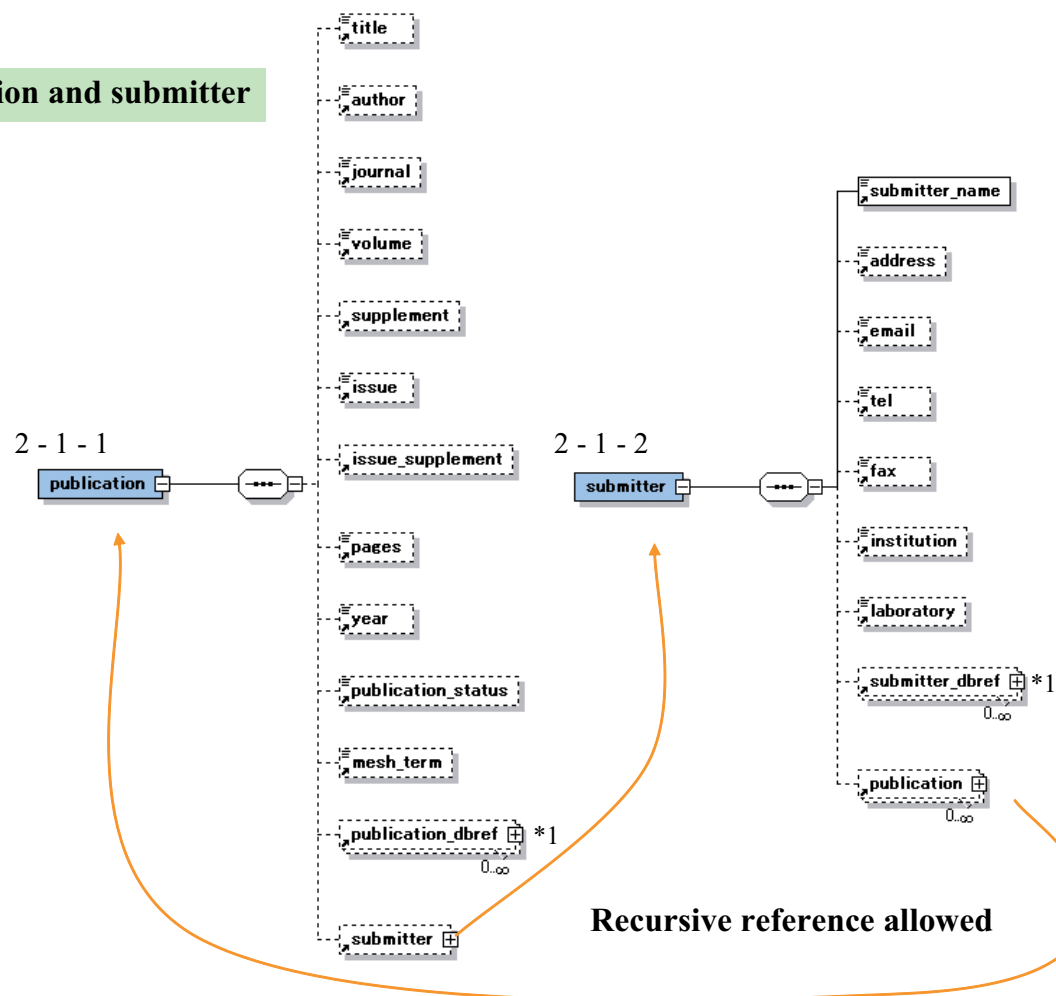 ion and submitter
2 - 1 - 1
publication
title
author
journal
volume
supplement
issue
issue_supplement
pages
year
publication_status
mesh_term
publication_dbref *1
0..∞
submitter
2 - 1 - 2
submitter
submitter_name
address
email
tel
fax
institution
laboratory
submitter_dbref *1
0..∞
publication
0..∞
Recursive reference allowed